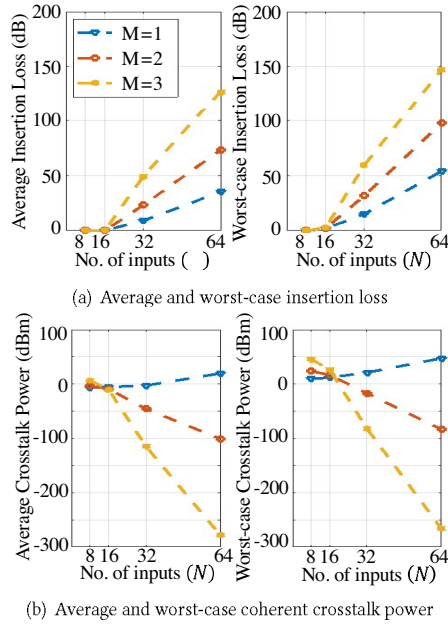 Average Insertion Loss (dB)
200
150
100
50
0
M=1
M=2
M=3
8 16 32 64
No. of inputs ( )
Worst-case Insertion Loss (dB)
200
150
100
50
0
8 16 32 64
No. of inputs (N)
(a) Average and worst-case insertion loss
Average Crosstalk Power (dBm)
100
0
-100
-200
-300
8 16 32 64
No. of inputs (N)
Worst-case Crosstalk Power (dBm)
100
0
-100
-200
-300
8 16 32 64
No. of inputs (N)
(b) Average and worst-case coherent crosstalk power